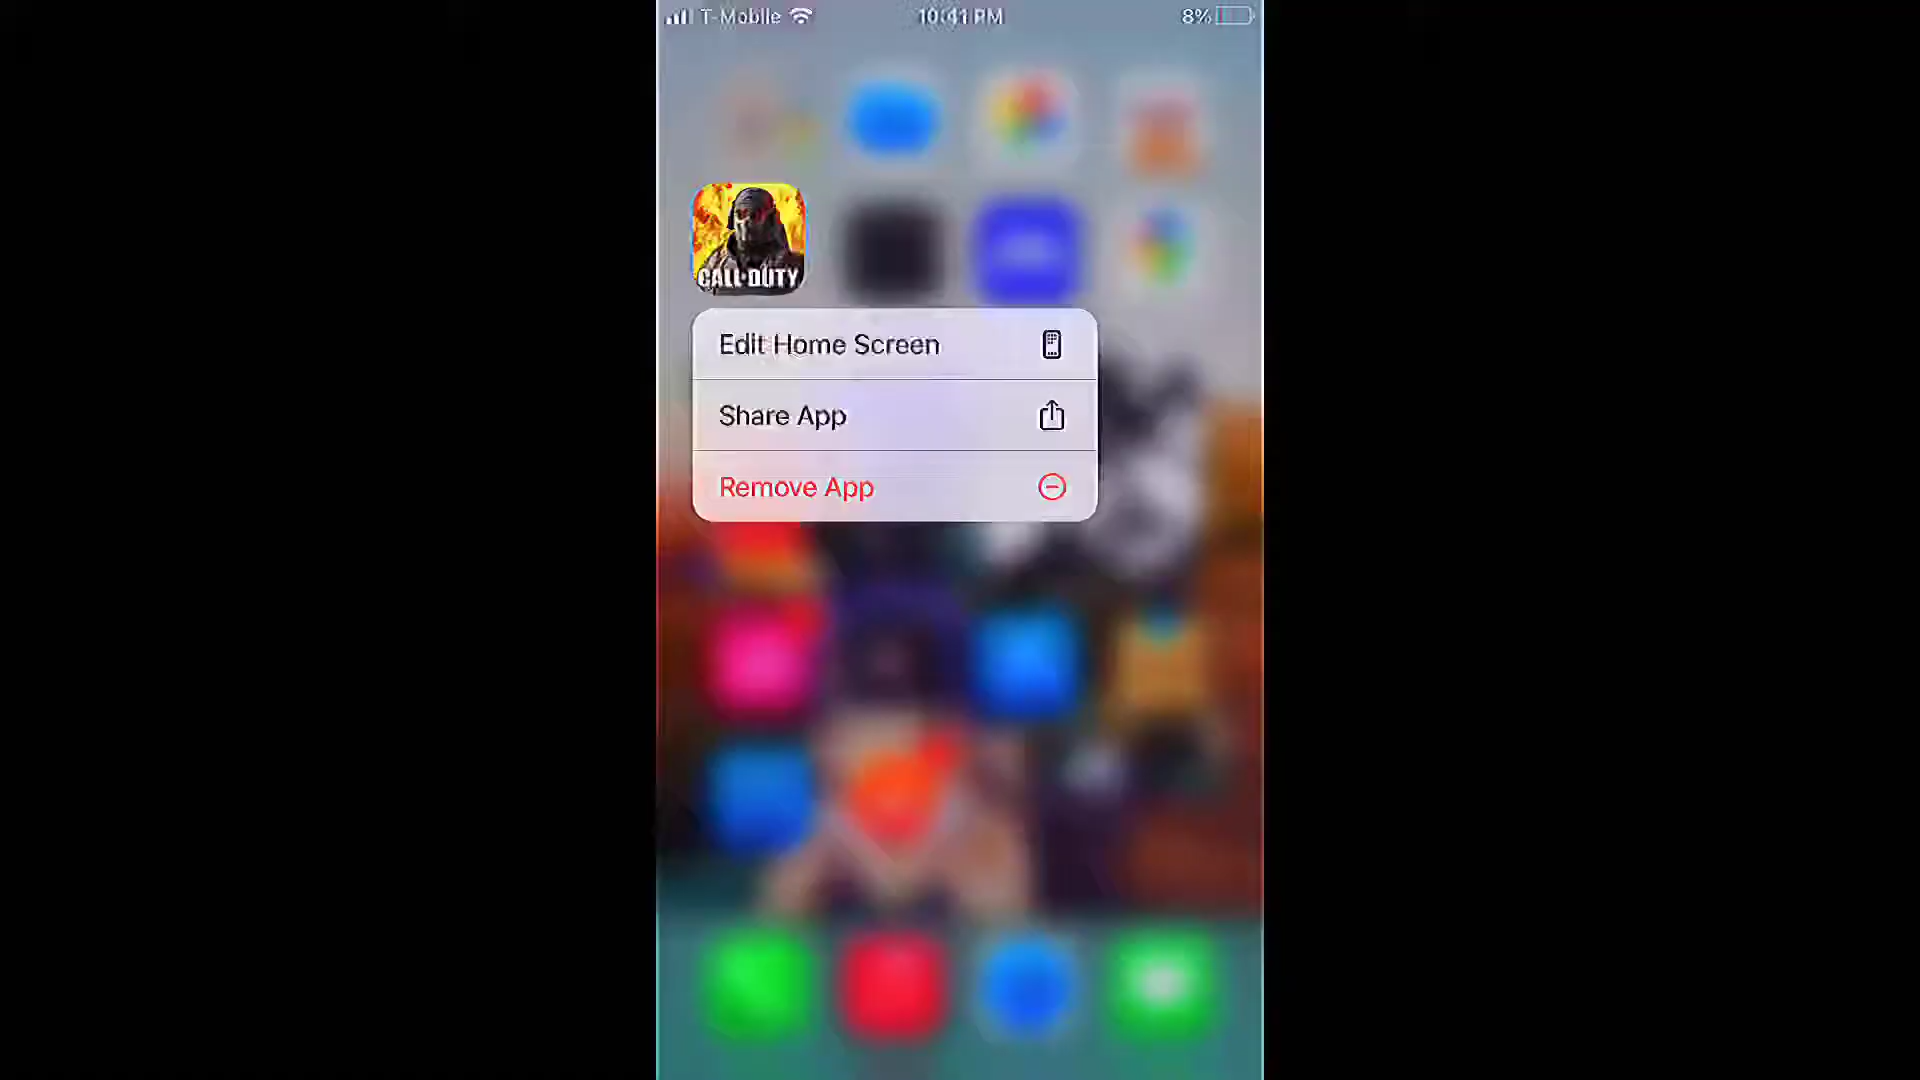 T-Mobile 10:41 PM 8%
CALL DUTY
Edit Home Screen
Share App
Remove App